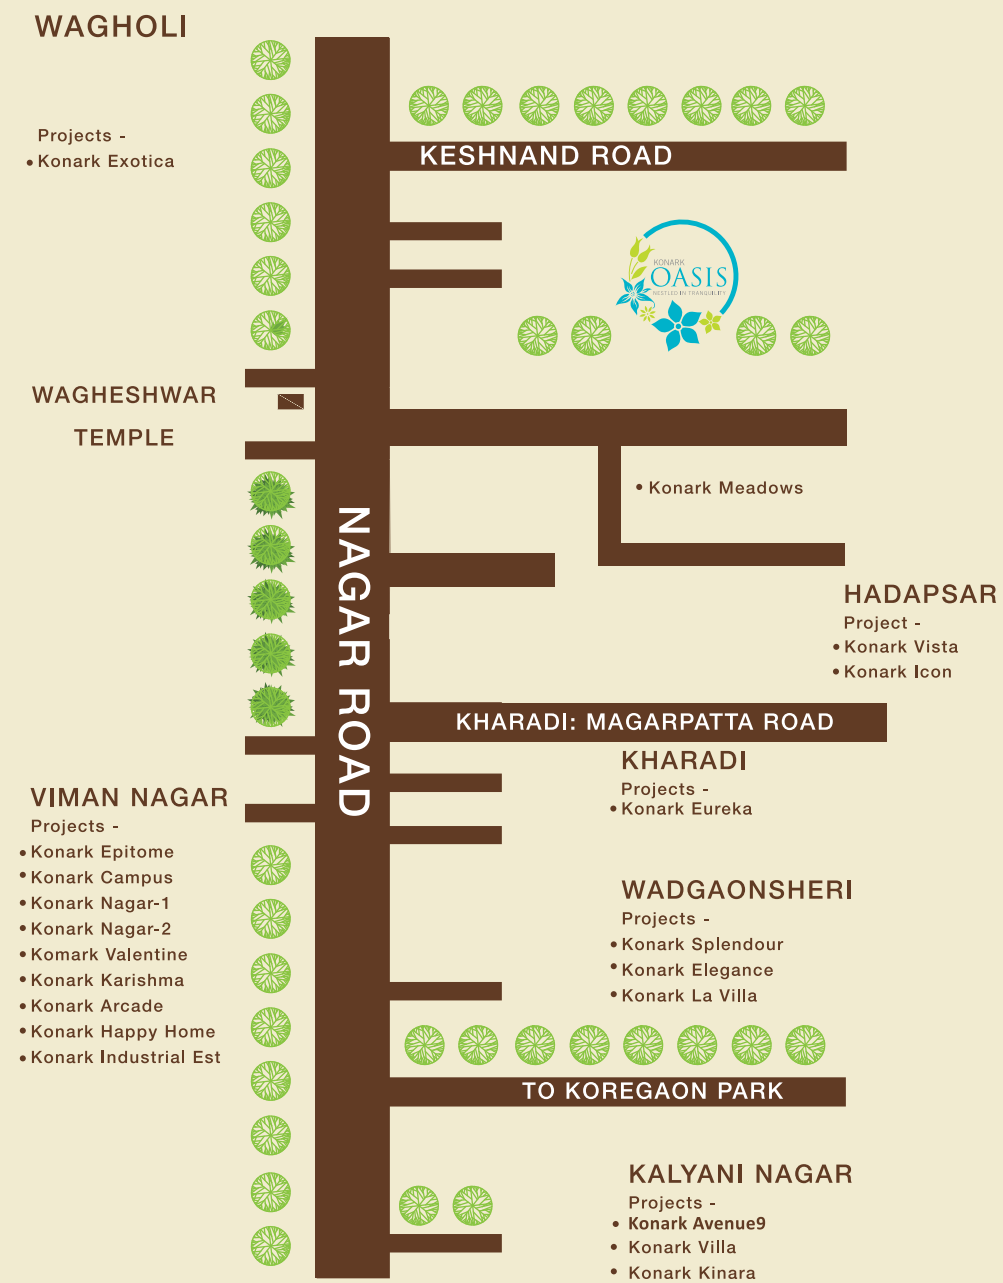 WAGHOLI
Projects -
• Konark Exotica
KESHNAND ROAD
KONARK
OASIS
NESTLED IN TRANQUILITY
WAGHESHWAR
TEMPLE
• Konark Meadows
NAGAR ROAD
HADAPSAR
Project -
• Konark Vista
• Konark Icon
KHARADI: MAGARPATTA ROAD
KHARADI
Projects -
• Konark Eureka
VIMAN NAGAR
Projects -
• Konark Epitome
• Konark Campus
• Konark Nagar-1
• Konark Nagar-2
• Komark Valentine
• Konark Karishma
• Konark Arcade
• Konark Happy Home
• Konark Industrial Est
WADGAONSHERI
Projects -
• Konark Splendour
• Konark Elegance
• Konark La Villa
TO KOREGAON PARK
KALYANI NAGAR
Projects -
• Konark Avenue9
• Konark Villa
• Konark Kinara